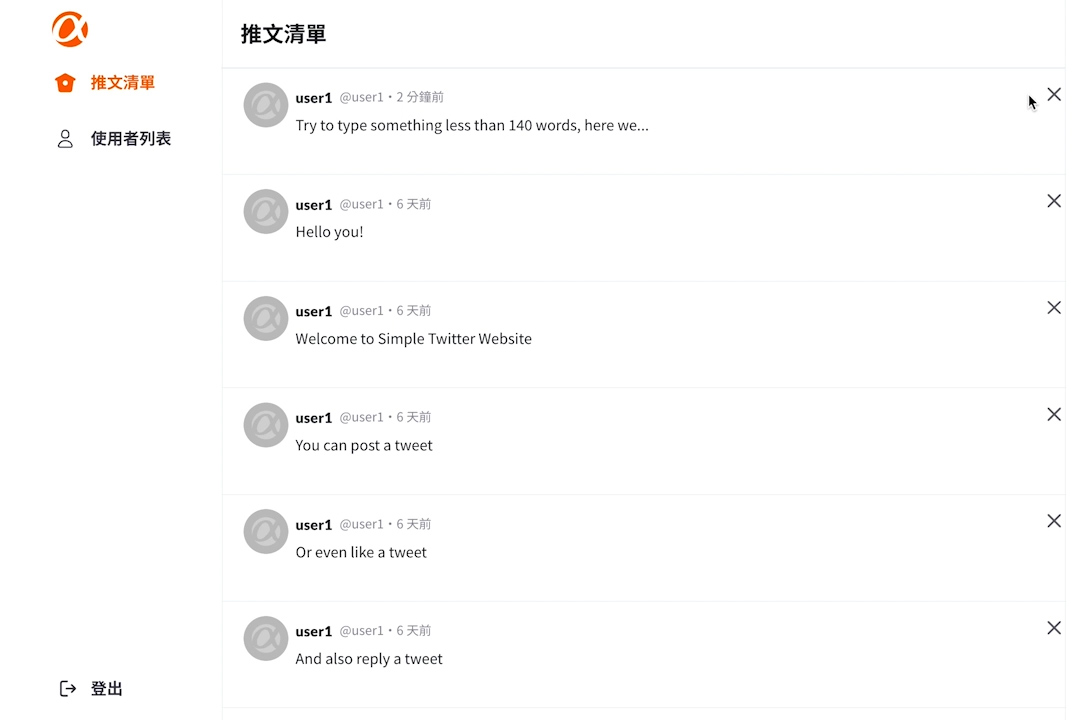 推文清單
推文清單
使用者列表
登出
user1 @user1・2 分鐘前
Try to type something less than 140 words, here we...
user1 @user1・6 天前
Hello you!
user1 @user1・6 天前
Welcome to Simple Twitter Website
user1 @user1・6 天前
You can post a tweet
user1 @user1・6 天前
Or even like a tweet
user1 @user1・6 天前
And also reply a tweet